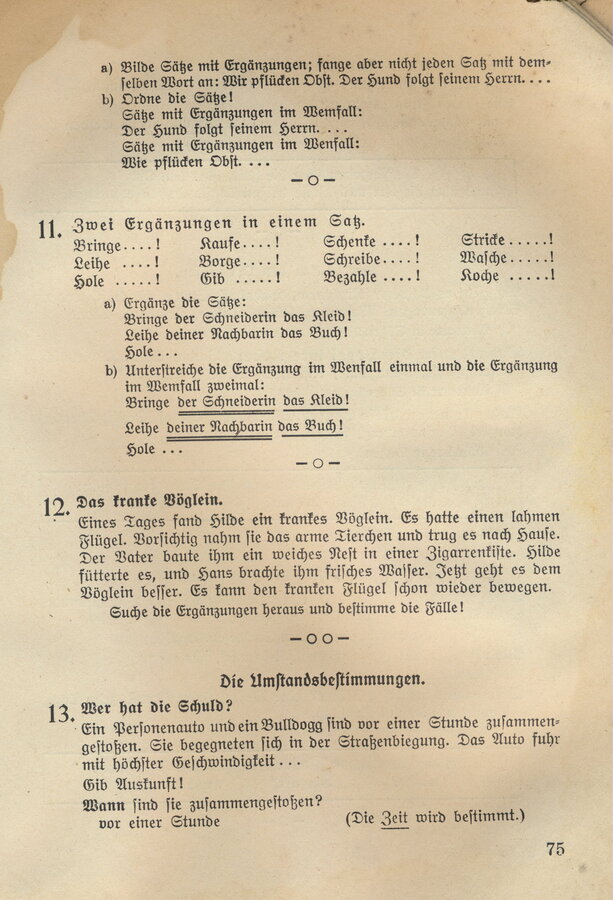 a) Bilde Sätze mit Ergänzungen; fange aber nicht jeden Satz mit dem-
selben Wort an: Wir pflücken Obst. Der Hund folgt seinem Herrn. . . .
b) Ordne die Sätze!
Sätze mit Ergänzungen im Wemfall:
Der Hund folgt seinem Herrn. . . .
Sätze mit Ergänzungen im Wenfall:
Wie pflücken Obst. . . .
11. Zwei Ergänzungen in einem Satz.
Bringe . . . . ! Kaufe . . . . ! Schenke . . . . ! Stricke . . . . . !
Leihe . . . . ! Borge . . . . ! Schreibe . . . . ! Wasche . . . . . !
Hole . . . . . ! Gib . . . . . ! Bezahle . . . . ! Koche . . . . . !
a) Ergänze die Sätze:
Bringe der Schneiderin das Kleid!
Leihe deiner Nachbarin das Buch!
Hole . . .
b) Unterstreiche die Ergänzung im Wenfall einmal und die Ergänzung
im Wemfall zweimal:
Bringe der Schneiderin das Kleid!
Leihe deiner Nachbarin das Buch!
Hole . . .
12. Das kranke Vöglein.
Eines Tages fand Hilde ein krankes Vöglein. Es hatte einen lahmen
Flügel. Vorsichtig nahm sie das arme Tierchen und trug es nach Hause.
Der Vater baute ihm ein weiches Nest in einer Zigarrenkiste. Hilde
fütterte es, und Hans brachte ihm frisches Wasser. Jetzt geht es dem
Vöglein besser. Es kann den kranken Flügel schon wieder bewegen.
Suche die Ergänzungen heraus und bestimme die Fälle!
Die Umstandsbestimmungen.
13. Wer hat die Schuld?
Ein Personenauto und ein Bulldogg sind vor einer Stunde zusammen-
gestoßen. Sie begegneten sich in der Straßenbiegung. Das Auto fuhr
mit höchster Geschwindigkeit . . .
Gib Auskunft!
Wann sind sie zusammengestoßen?
vor einer Stunde (Die Zeit wird bestimmt.)
75